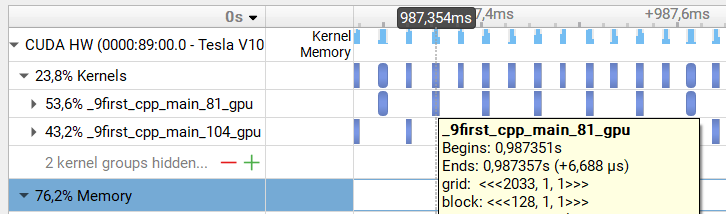 0s
987,354ms
7,4ms
+987,6ms
CUDA HW (0000:89:00.0 - Tesla V10
Kernel
Memory
23,8% Kernels
53,6% _9first_cpp_main_81_gpu
43,2% _9first_cpp_main_104_gpu
2 kernel groups hidden...
76,2% Memory
_9first_cpp_main_81_gpu
Begins: 0,987351s
Ends: 0,987357s (+6,688 µs)
grid: <<<2033, 1, 1>>>
block: <<<128, 1, 1>>>